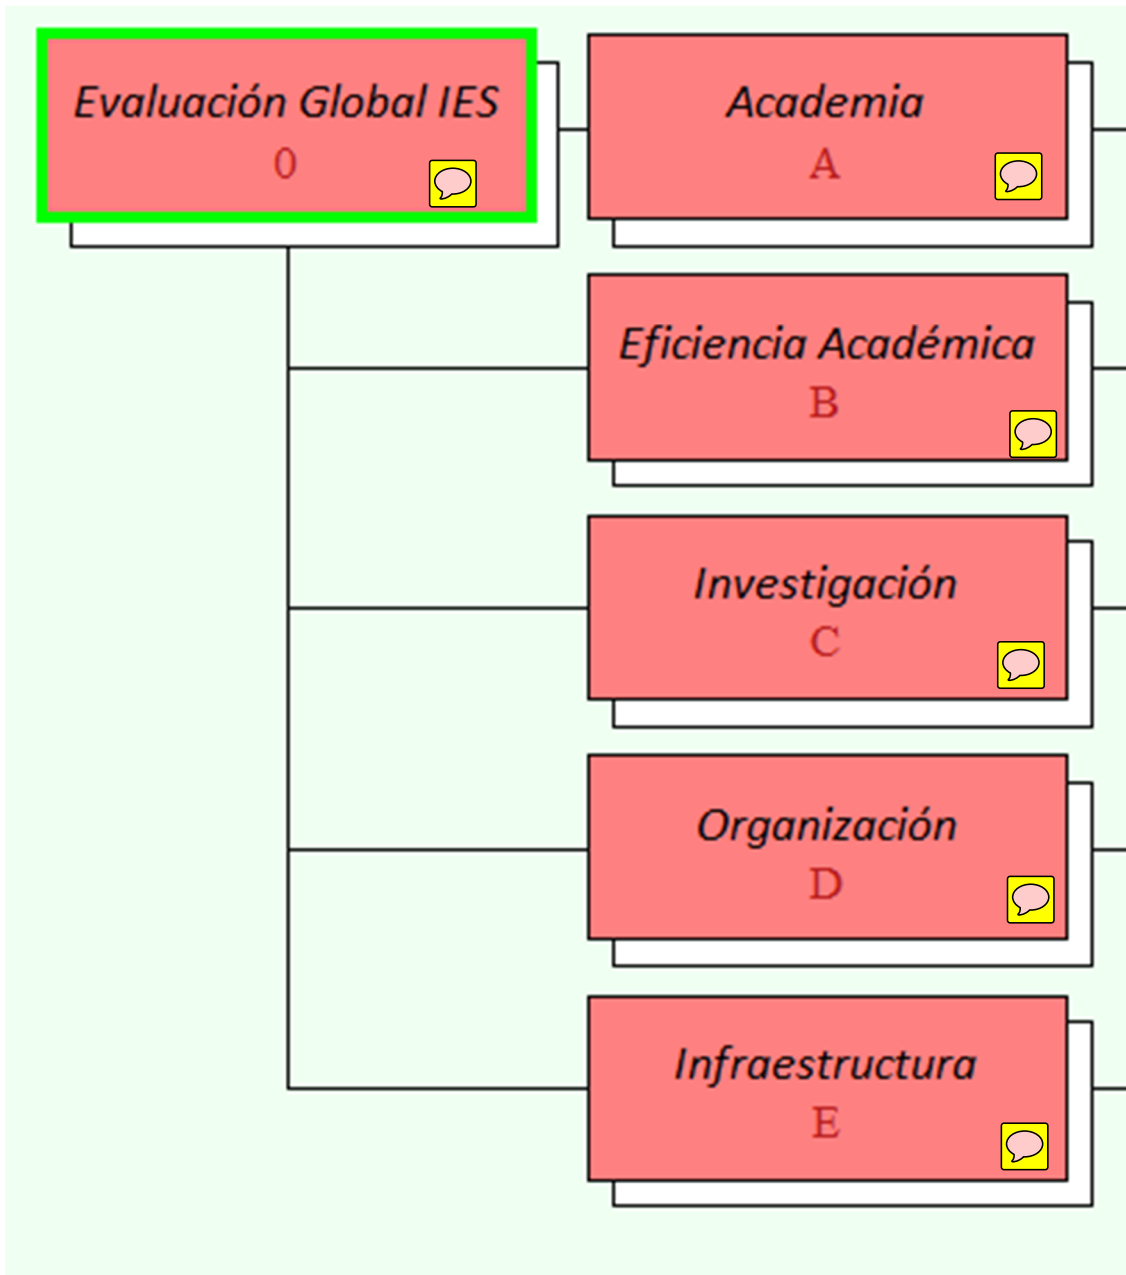 Evaluación Global IES
0
Academia
A
Eficiencia Académica
B
Investigación
C
Organización
D
Infraestructura
E